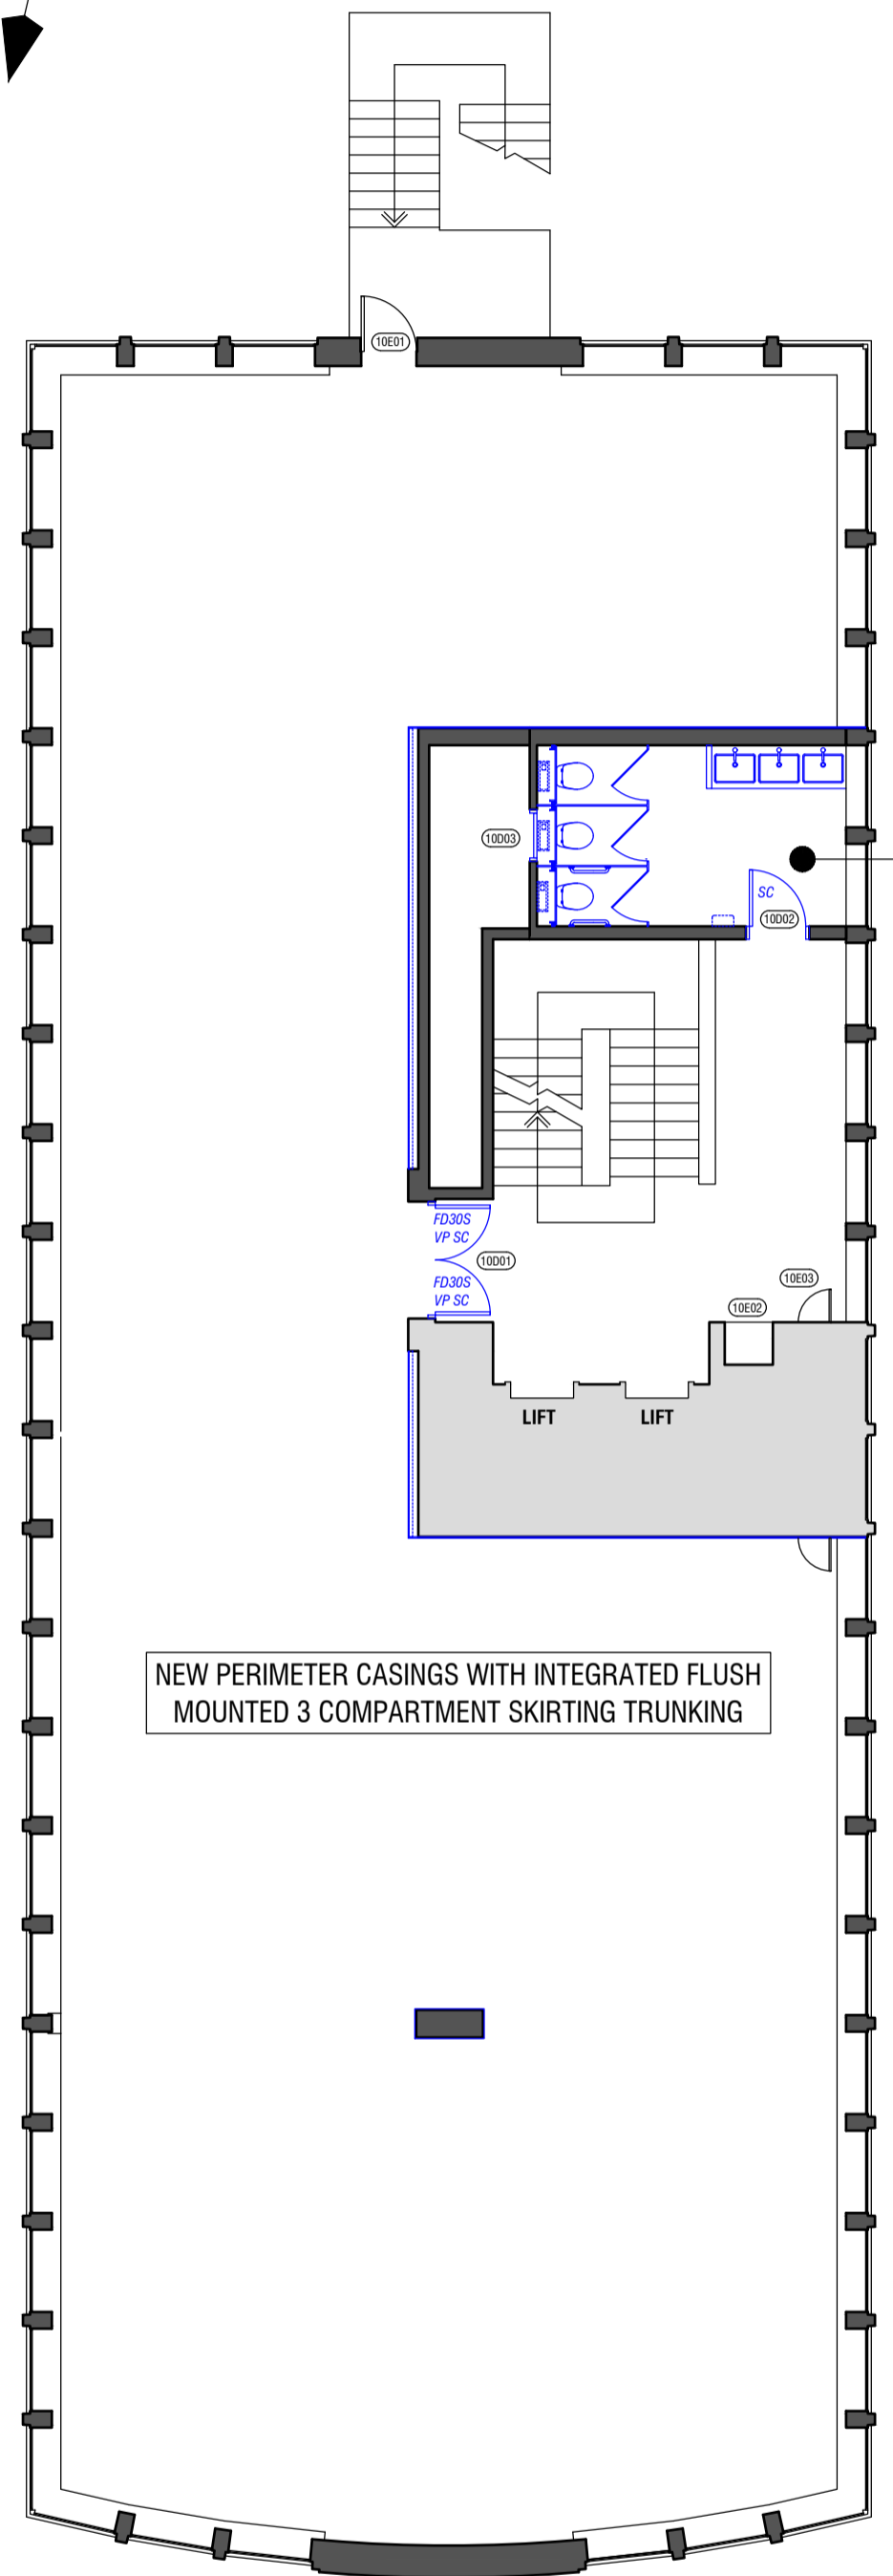 10E01
10D03
SC
10D02
FD30S
VP SC
10D01
FD30S
VP SC
10E03
10E02
LIFT
LIFT
NEW PERIMETER CASINGS WITH INTEGRATED FLUSH
MOUNTED 3 COMPARTMENT SKIRTING TRUNKING